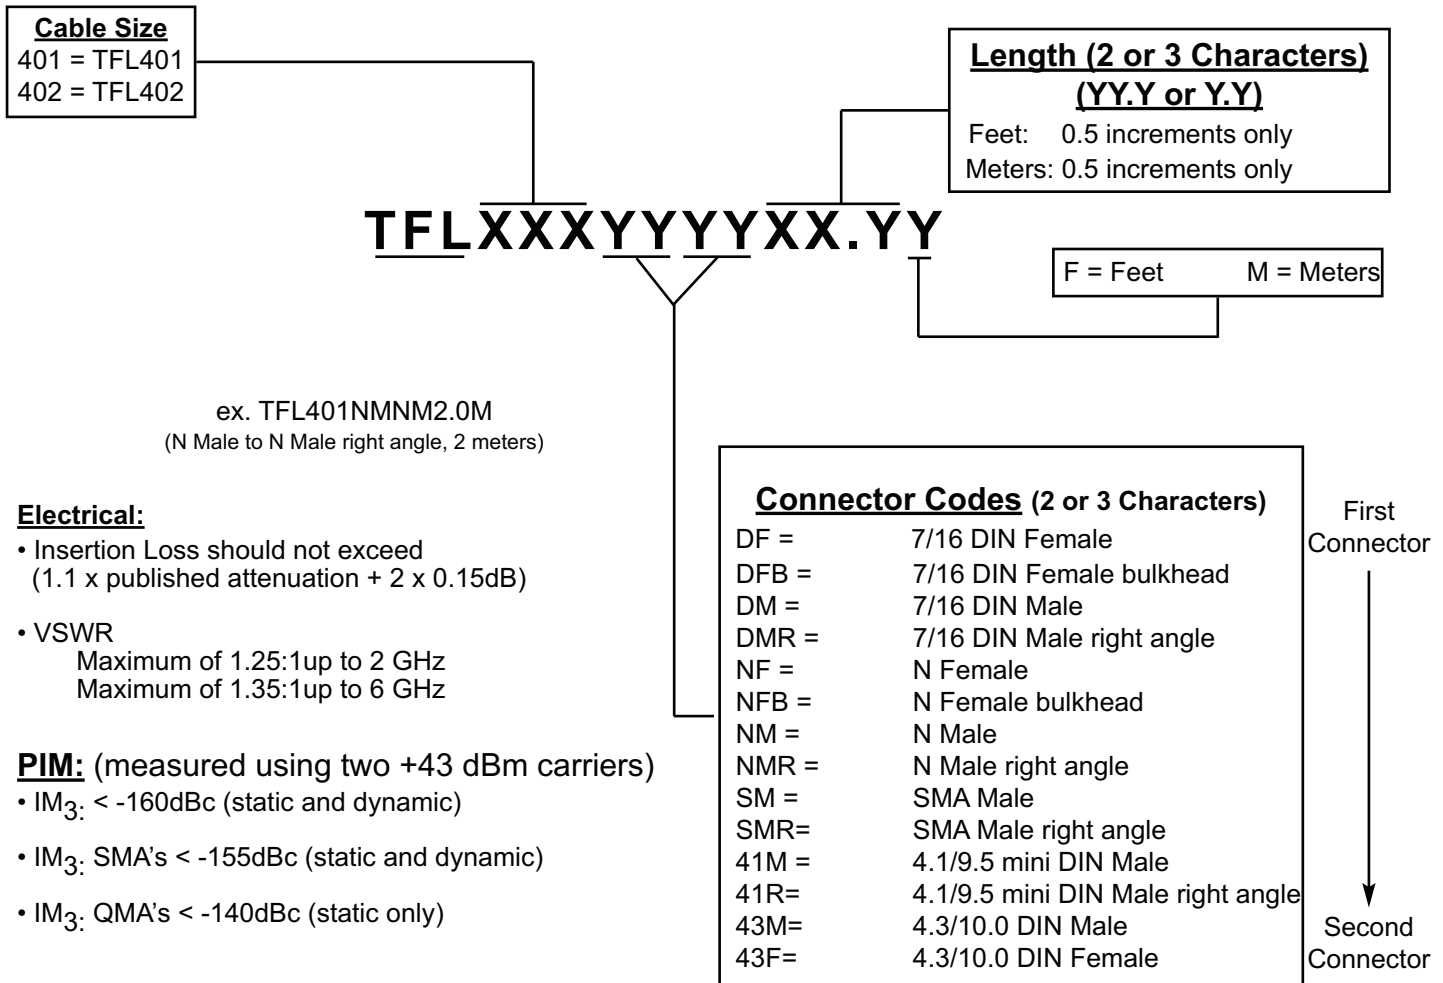 Cable Size
401 = TFL401
402 = TFL402
Length (2 or 3 Characters)
(YY.Y or Y.Y)
Feet: 0.5 increments only
Meters: 0.5 increments only
TFLXXXYYYYXX.YY
F = Feet M = Meters
ex. TFL401NMNM2.0M
(N Male to N Male right angle, 2 meters)
Electrical:
• Insertion Loss should not exceed
(1.1 x published attenuation + 2 x 0.15dB)
• VSWR
Maximum of 1.25:1up to 2 GHz
Maximum of 1.35:1up to 6 GHz
PIM: (measured using two +43 dBm carriers)
• IM3: < -160dBc (static and dynamic)
• IM3: SMA's < -155dBc (static and dynamic)
• IM3: QMA's < -140dBc (static only)
Connector Codes (2 or 3 Characters)
DF = 7/16 DIN Female
DFB = 7/16 DIN Female bulkhead
DM = 7/16 DIN Male
DMR = 7/16 DIN Male right angle
NF = N Female
NFB = N Female bulkhead
NM = N Male
NMR = N Male right angle
SM = SMA Male
SMR= SMA Male right angle
41M = 4.1/9.5 mini DIN Male
41R= 4.1/9.5 mini DIN Male right angle
43M= 4.3/10.0 DIN Male
43F= 4.3/10.0 DIN Female
First
Connector
Second
Connector